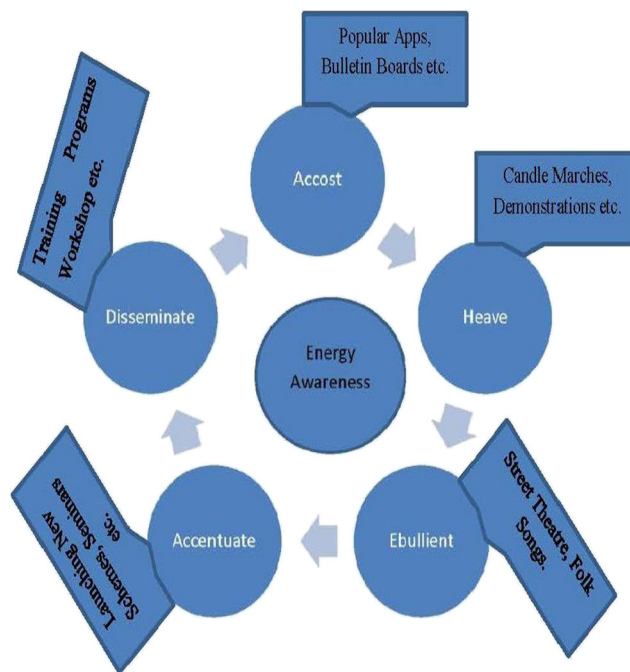 Popular Apps,
Bulletin Boards etc.
Accost
Candle Marches,
Demonstrations etc.
Heave
Street Theatre, Folk
Songs.
Ebullient
Launching New
Schemes, Seminars
etc.
Accentuate
Training Programs
Workshop etc.
Disseminate
Energy
Awareness